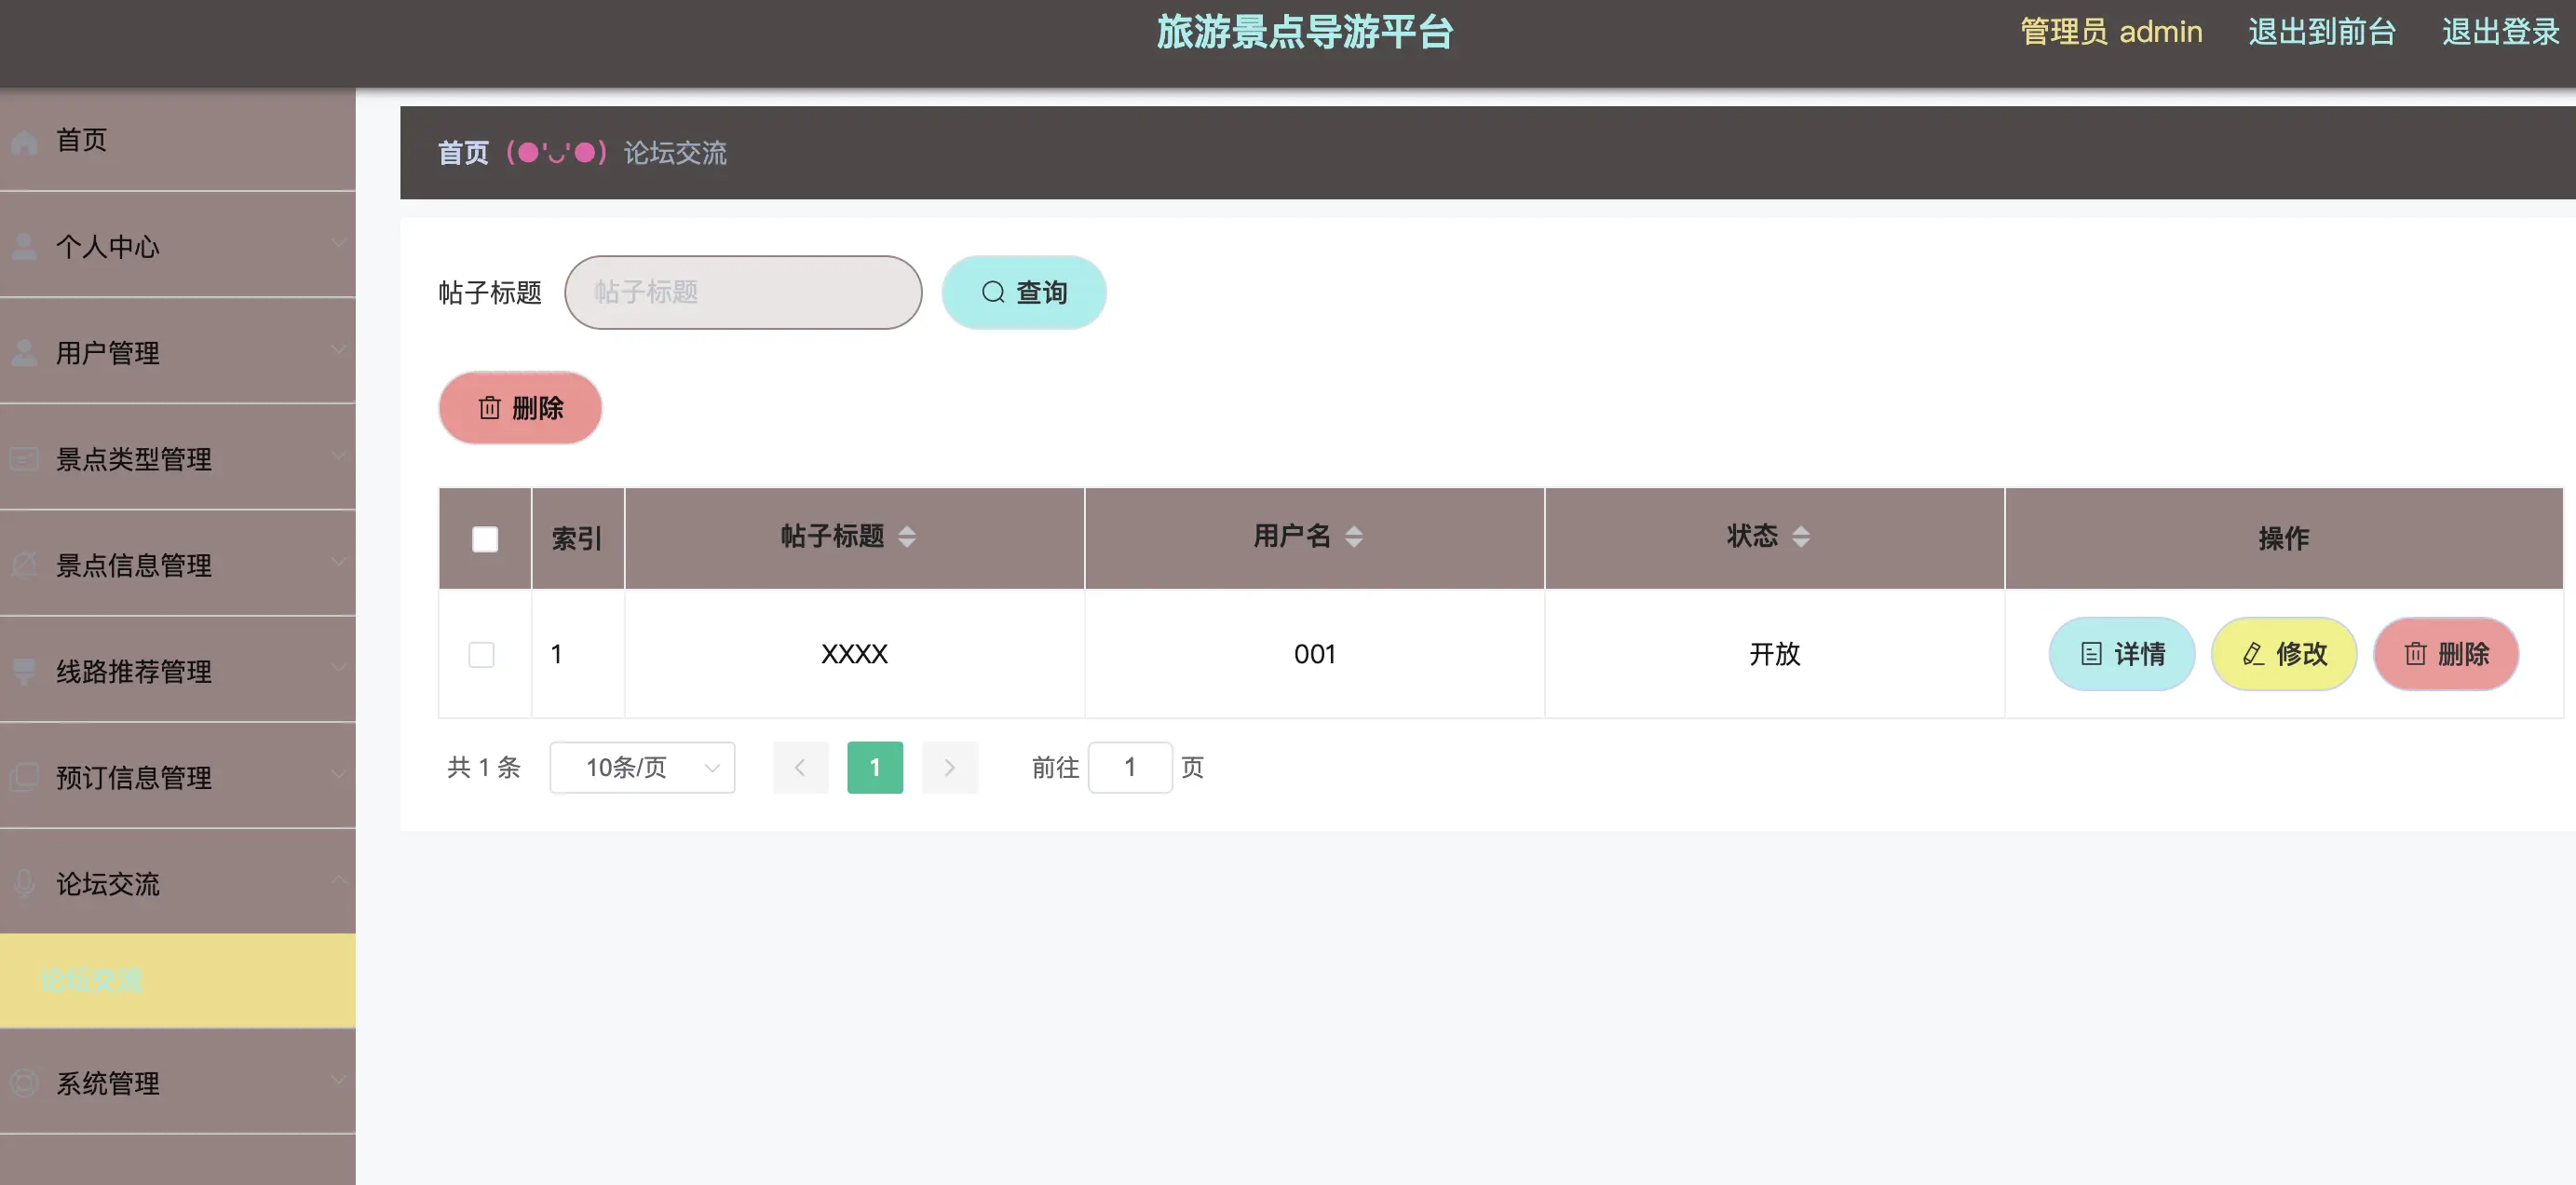 旅游景点导游平台
管理员 admin 退出到前台 退出登录
首页
个人中心
用户管理
景点类型管理
景点信息管理
线路推荐管理
预订信息管理
论坛交流
论坛交流
系统管理
首页 (●'◡'●) 论坛交流
帖子标题 帖子标题 查询
删除
索引 帖子标题 用户名 状态 操作
1 XXXX 001 开放 详情 修改 删除
共 1 条 10条/页 1 前往 1 页